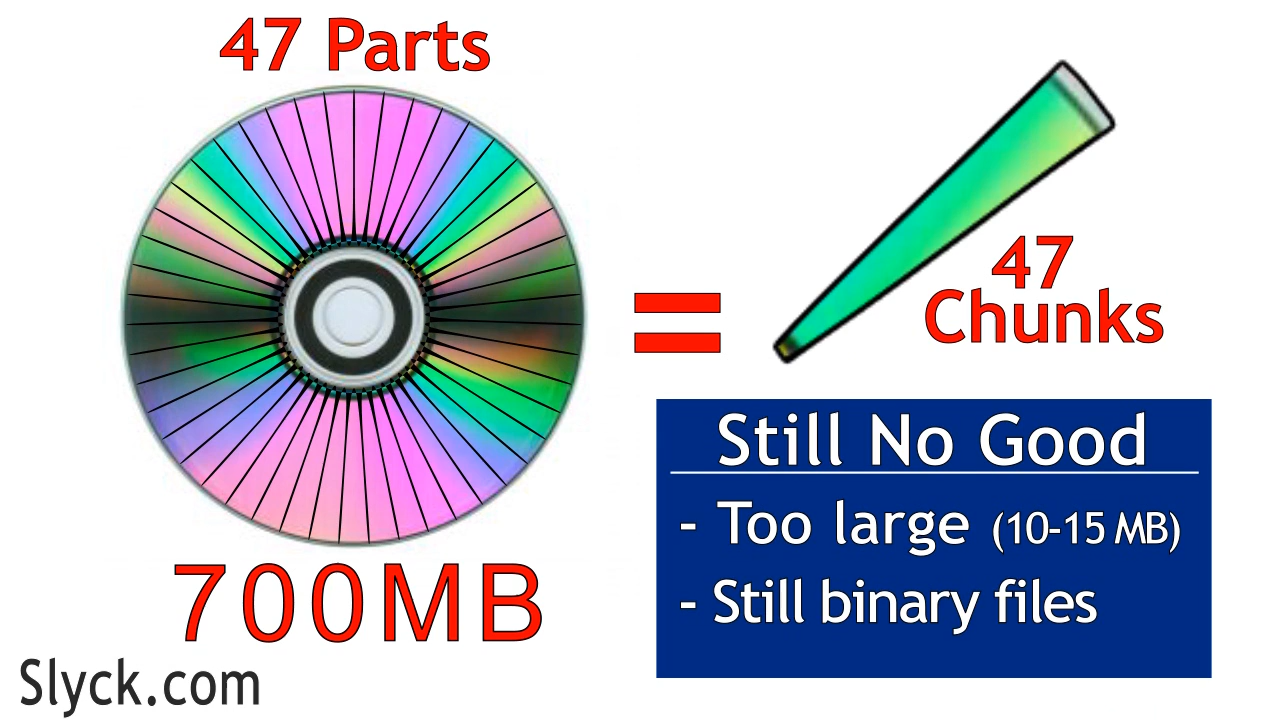 47 Parts
700MB
=
47
Chunks
Still No Good
- Too large (10-15 MB)
- Still binary files
Slyck.com